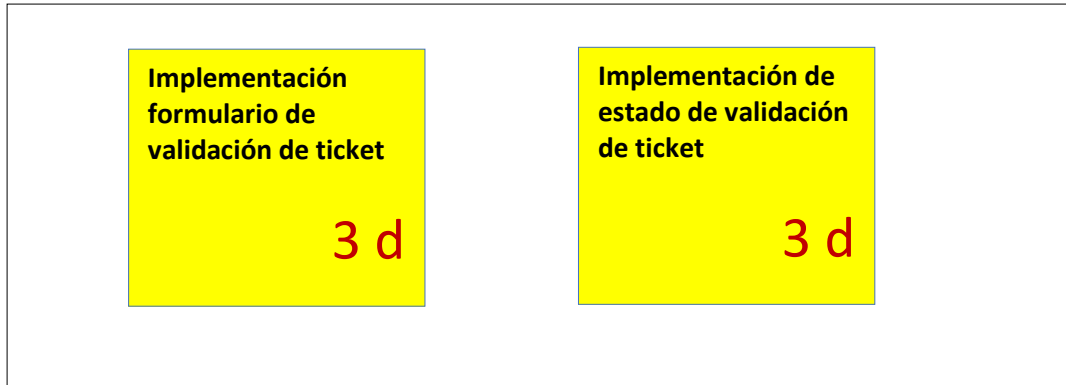 Implementación
formulario de
validación de ticket
3 d
Implementación de
estado de validación
de ticket
3 d